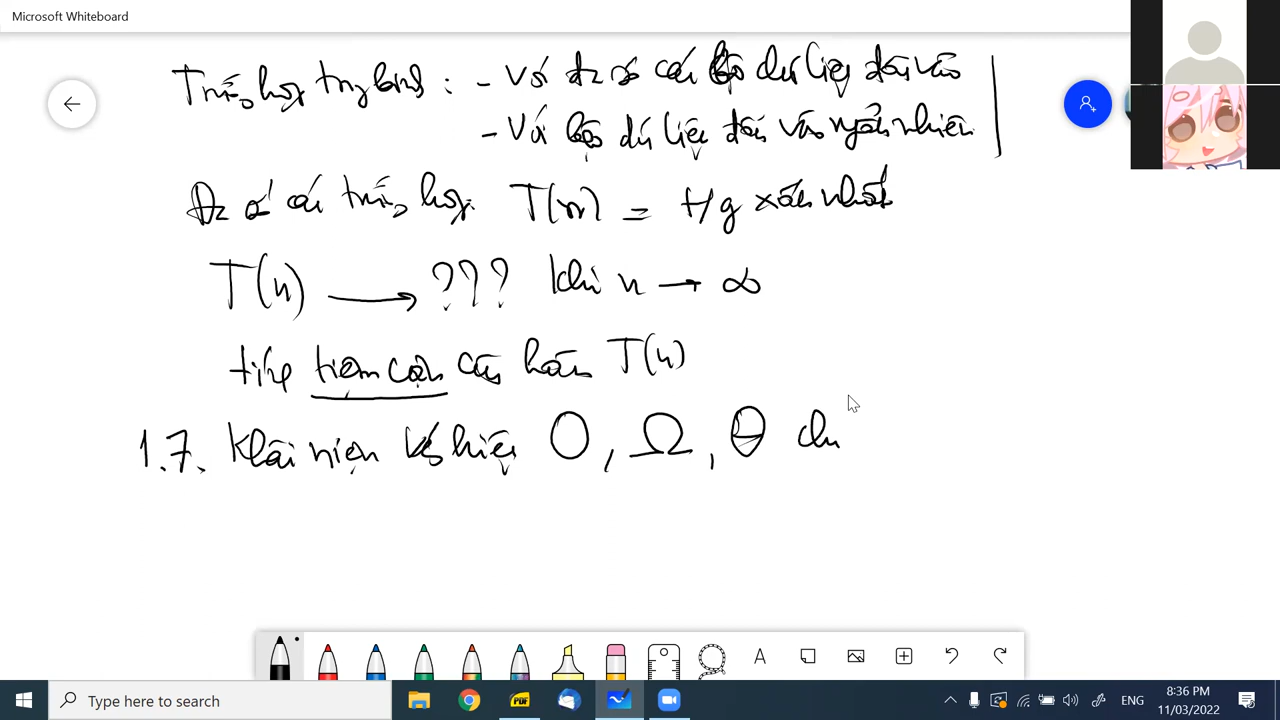 Microsoft Whiteboard
Trường hợp trung bình : - Với đa số các bộ dữ liệu đầu vào
- Với bộ dữ liệu đầu vào ngẫu nhiên
Đa số các trường hợp T(n) = t/g xấu nhất
T(n) → ??? khi n → ∞
tính tiệm cận của hàm T(n)
1.7. Khái niệm ký hiệu O, Ω, Θ
Type here to search
PDF
A
ENG
8:36 PM
11/03/2022